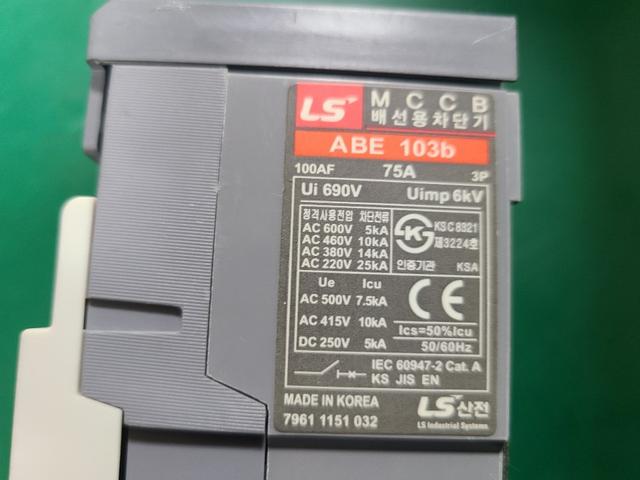 LS MCCB
배선용차단기
ABE 103b
100AF 75A 3P
Ui 690V Uimp 6kV
정격사용전압 차단전류
AC 600V 5kA
AC 460V 10kA
AC 380V 14kA
AC 220V 25kA
KS C 8321
제3224호
인증기관 KSA
Ue Icu
AC 500V 7.5kA
AC 415V 10kA
DC 250V 5kA
CE
Ics=50%Icu
50/60Hz
IEC 60947-2 Cat. A
KS JIS EN
MADE IN KOREA
7961 1151 032
LS산전
LS Industrial Systems